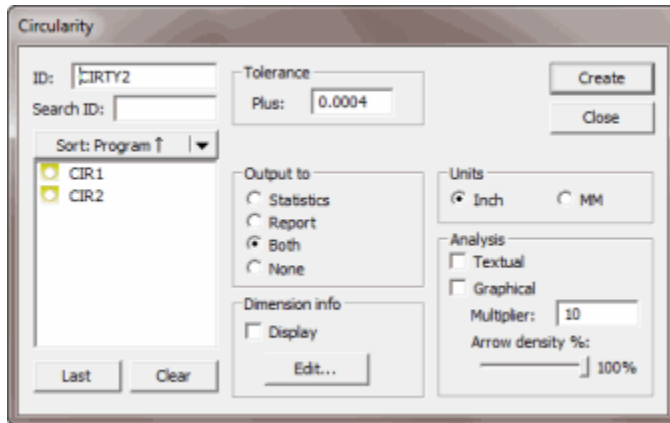 Circularity
ID: CIRTY2
Search ID:
Sort: Program ↑
CIR1
CIR2
Last Clear
Tolerance
Plus: 0.0004
Output to
Statistics
Report
Both
None
Dimension info
Display
Edit...
Create
Close
Units
Inch MM
Analysis
Textual
Graphical
Multiplier: 10
Arrow density %:
100%